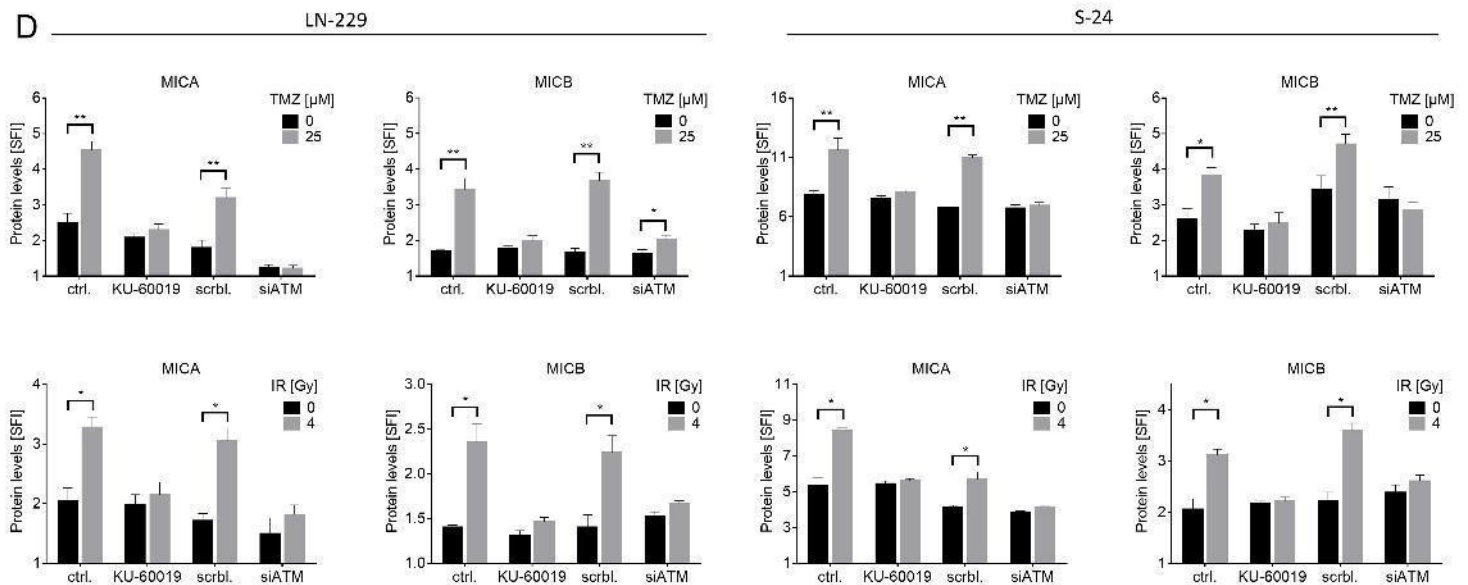 D
LN-229
S-24
MICA
TMZ [µM]
0
25
Protein levels [SFI]
6
5
4
3
2
1
ctrl. KU-60019 scrbl. siATM
**
**
MICB
TMZ [µM]
0
25
Protein levels [SFI]
6
5
4
3
2
1
ctrl. KU-60019 scrbl. siATM
**
**
*
MICA
TMZ [µM]
0
25
Protein levels [SFI]
16
11
6
1
ctrl. KU-60019 scrbl. siATM
**
**
MICB
TMZ [µM]
0
25
Protein levels [SFI]
6
5
4
3
2
1
ctrl. KU-60019 scrbl. siATM
*
**
MICA
IR [Gy]
0
4
Protein levels [SFI]
4
3
2
1
ctrl. KU-60019 scrbl. siATM
*
*
MICB
IR [Gy]
0
4
Protein levels [SFI]
3.0
2.5
2.0
1.5
1.0
ctrl. KU-60019 scrbl. siATM
*
*
MICA
IR [Gy]
0
4
Protein levels [SFI]
11
9
7
5
3
1
ctrl. KU-60019 scrbl. siATM
*
*
MICB
IR [Gy]
0
4
Protein levels [SFI]
4
3
2
1
ctrl. KU-60019 scrbl. siATM
*
*